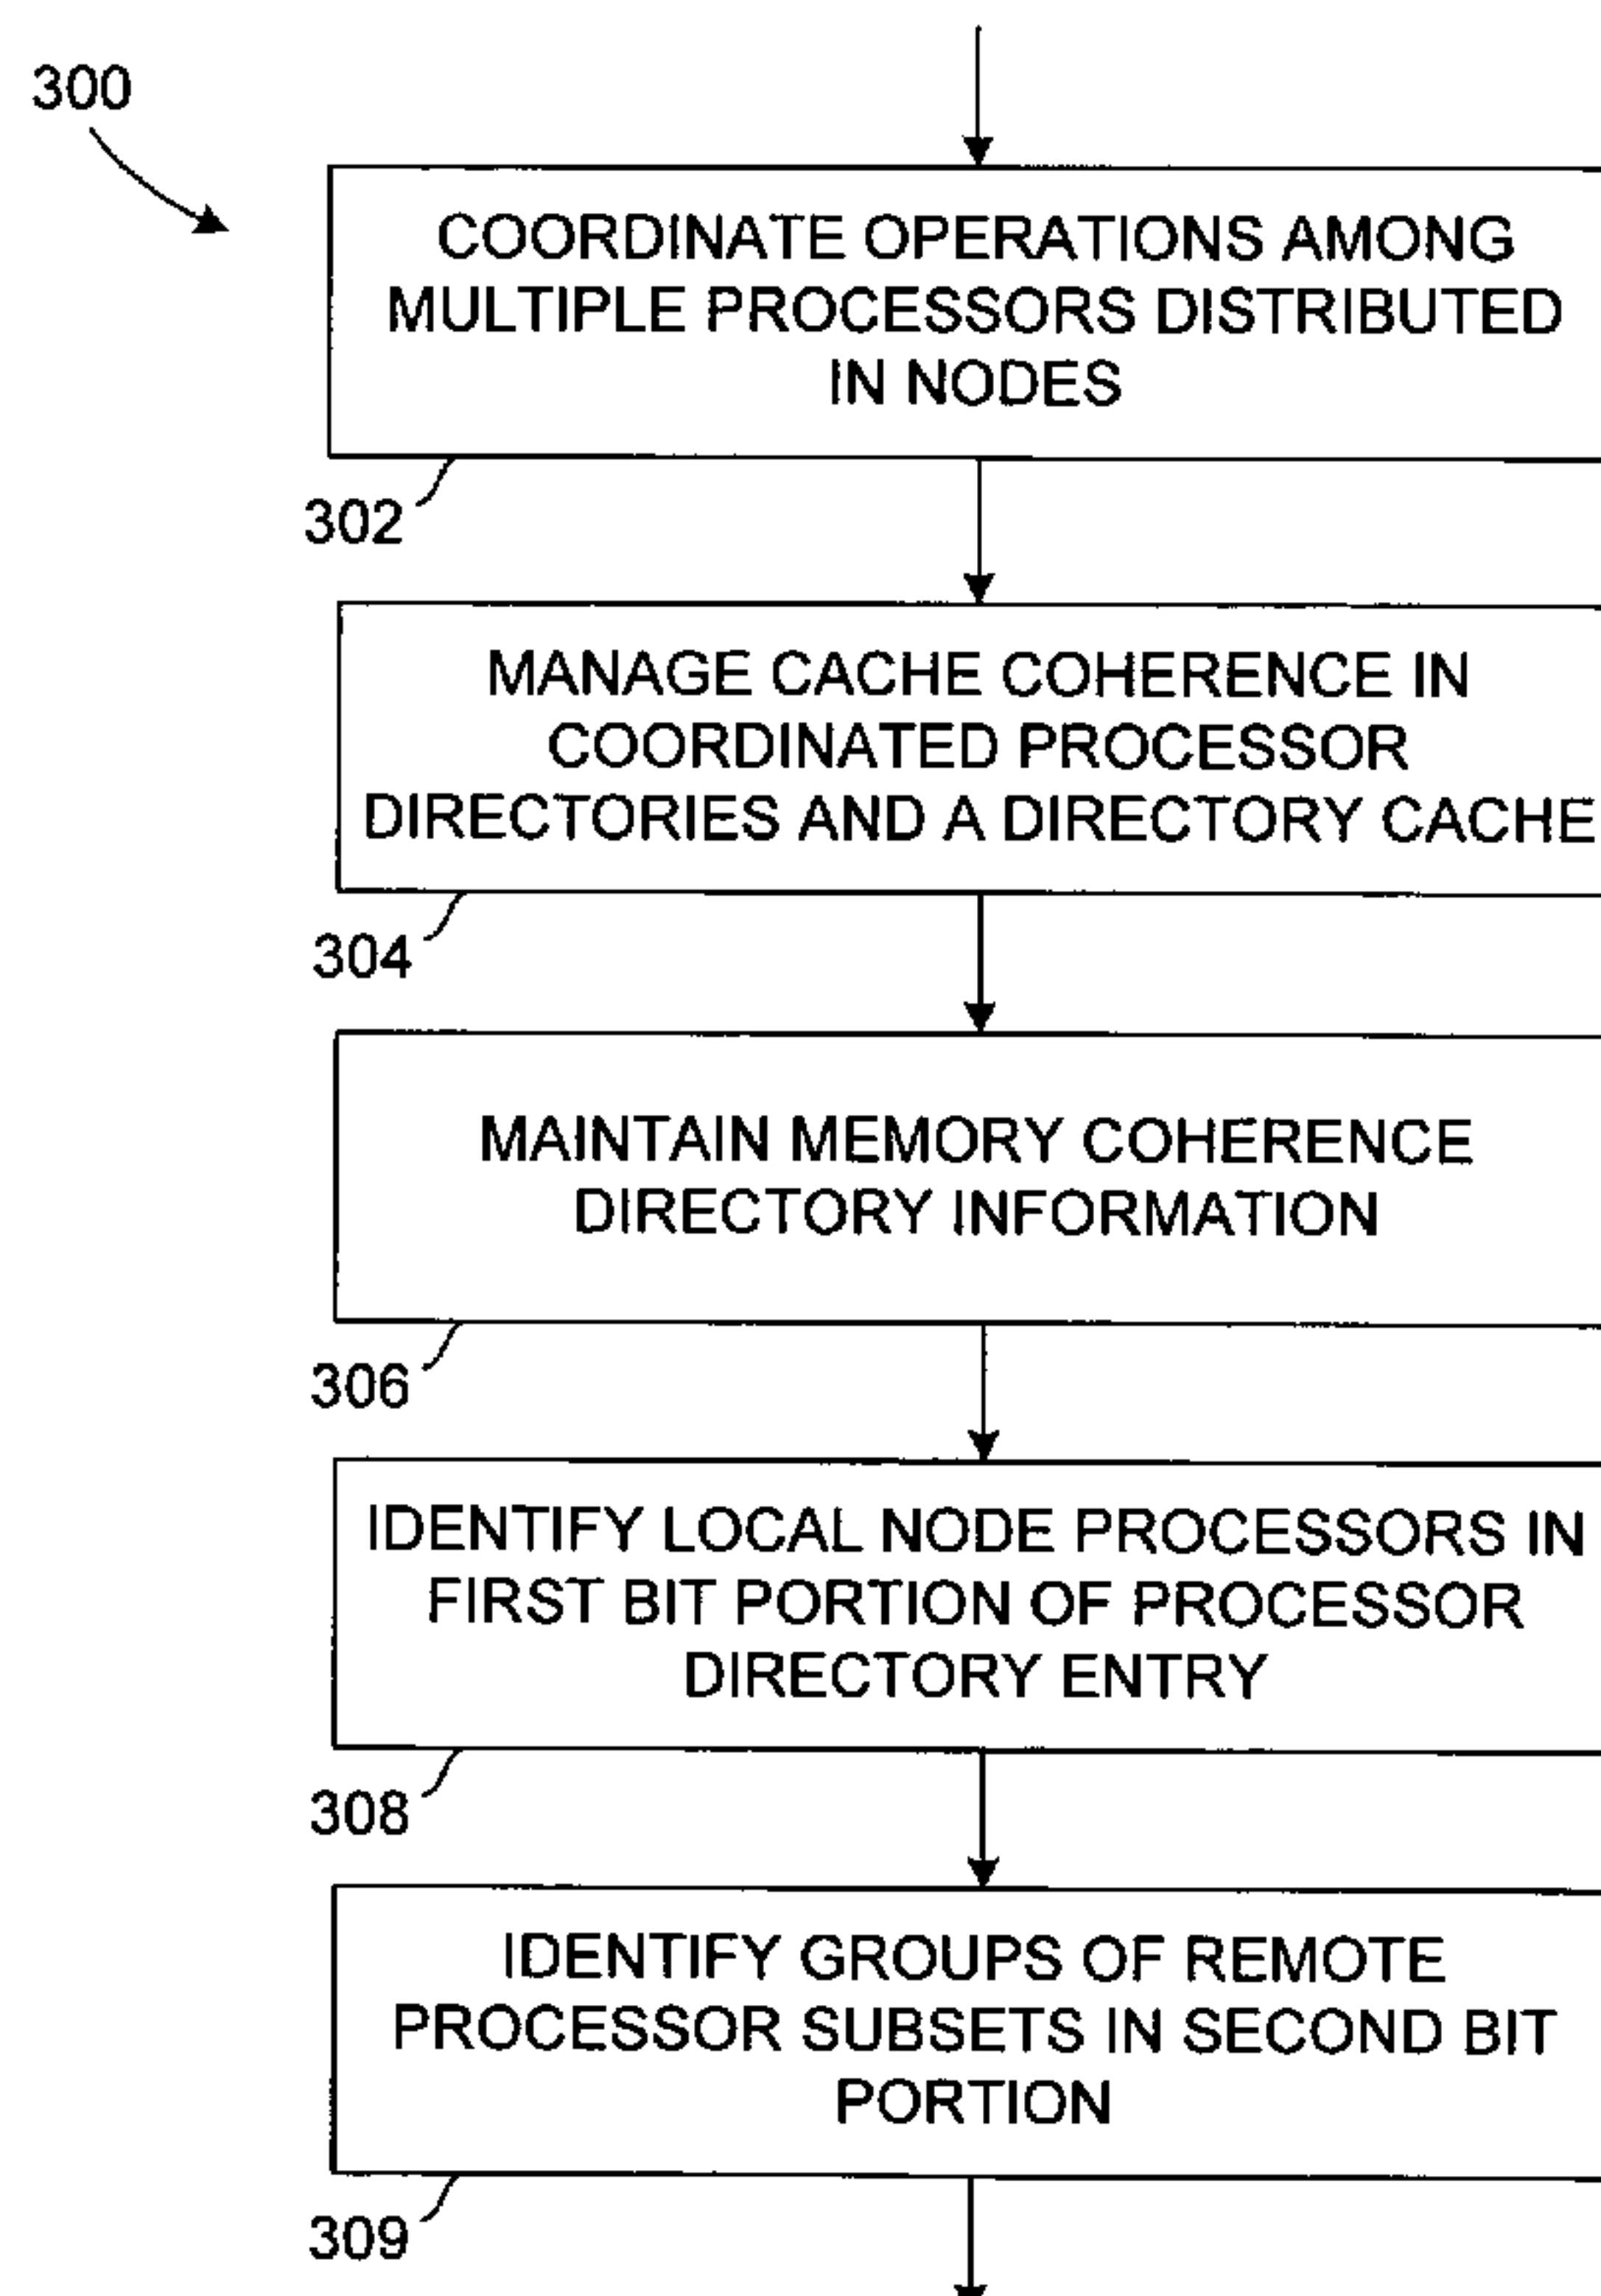 300
COORDINATE OPERATIONS AMONG
MULTIPLE PROCESSORS DISTRIBUTED
IN NODES
302
MANAGE CACHE COHERENCE IN
COORDINATED PROCESSOR
DIRECTORIES AND A DIRECTORY CACHE
304
MAINTAIN MEMORY COHERENCE
DIRECTORY INFORMATION
306
IDENTIFY LOCAL NODE PROCESSORS IN
FIRST BIT PORTION OF PROCESSOR
DIRECTORY ENTRY
308
IDENTIFY GROUPS OF REMOTE
PROCESSOR SUBSETS IN SECOND BIT
PORTION
309